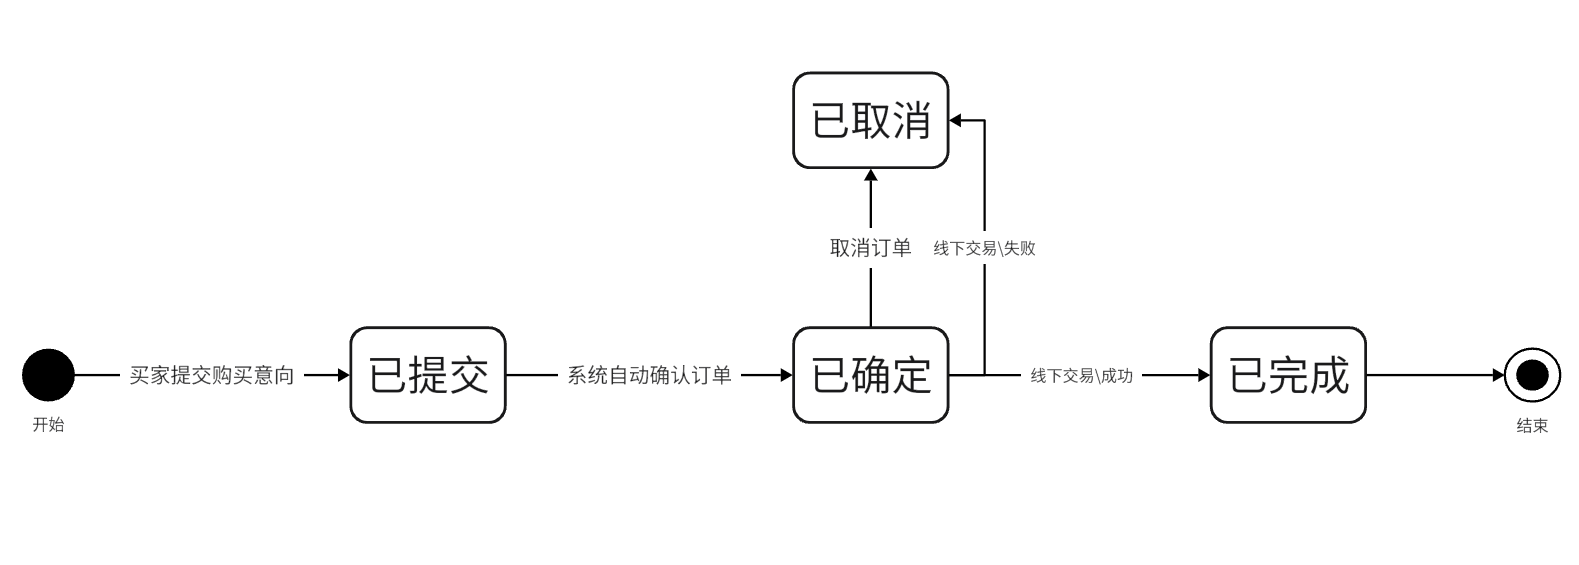 已取消
取消订单
线下交易\失败
开始
买家提交购买意向
已提交
系统自动确认订单
已确定
线下交易\成功
已完成
结束